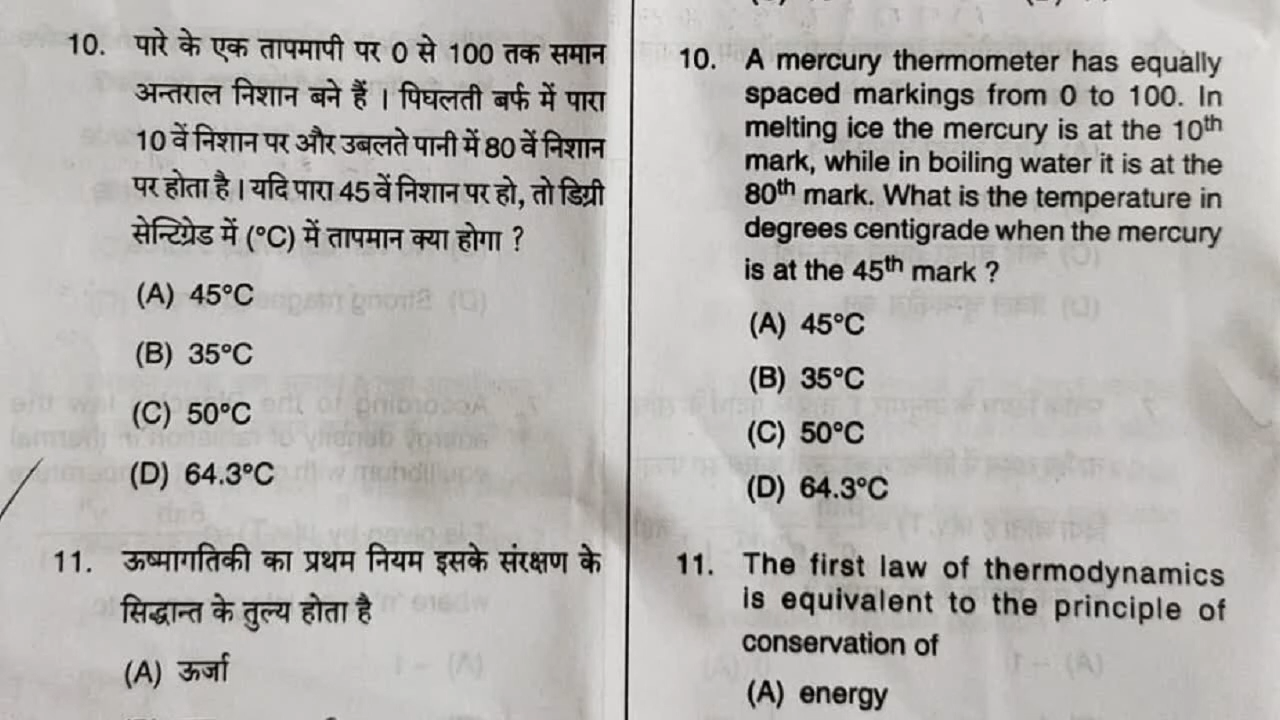 10. पारे के एक तापमापी पर 0 से 100 तक समान
अन्तराल निशान बने हैं । पिघलती बर्फ में पारा
10 वें निशान पर और उबलते पानी में 80 वें निशान
पर होता है । यदि पारा 45 वें निशान पर हो, तो डिग्री
सेन्टिग्रेड में (°C) में तापमान क्या होगा ?
(A) 45°C
(B) 35°C
(C) 50°C
(D) 64.3°C
11. ऊष्मागतिकी का प्रथम नियम इसके संरक्षण के
सिद्धान्त के तुल्य होता है
(A) ऊर्जा
10. A mercury thermometer has equally
spaced markings from 0 to 100. In
melting ice the mercury is at the 10th
mark, while in boiling water it is at the
80th mark. What is the temperature in
degrees centigrade when the mercury
is at the 45th mark ?
(A) 45°C
(B) 35°C
(C) 50°C
(D) 64.3°C
11. The first law of thermodynamics
is equivalent to the principle of
conservation of
(A) energy